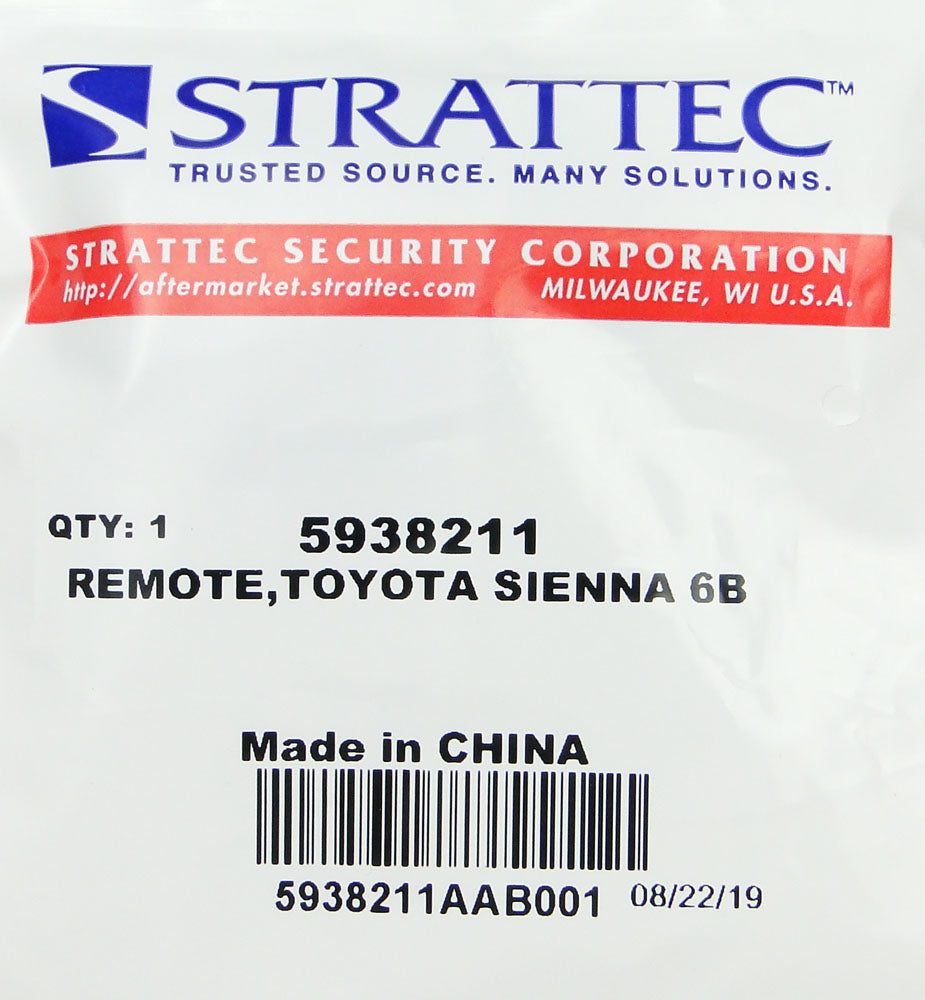 STRATTEC™
TRUSTED SOURCE. MANY SOLUTIONS.
STRATTEC SECURITY CORPORATION
http://aftermarket.strattec.com MILWAUKEE, WI U.S.A.
QTY: 1 5938211
REMOTE,TOYOTA SIENNA 6B
Made in CHINA
5938211AAB001 08/22/19